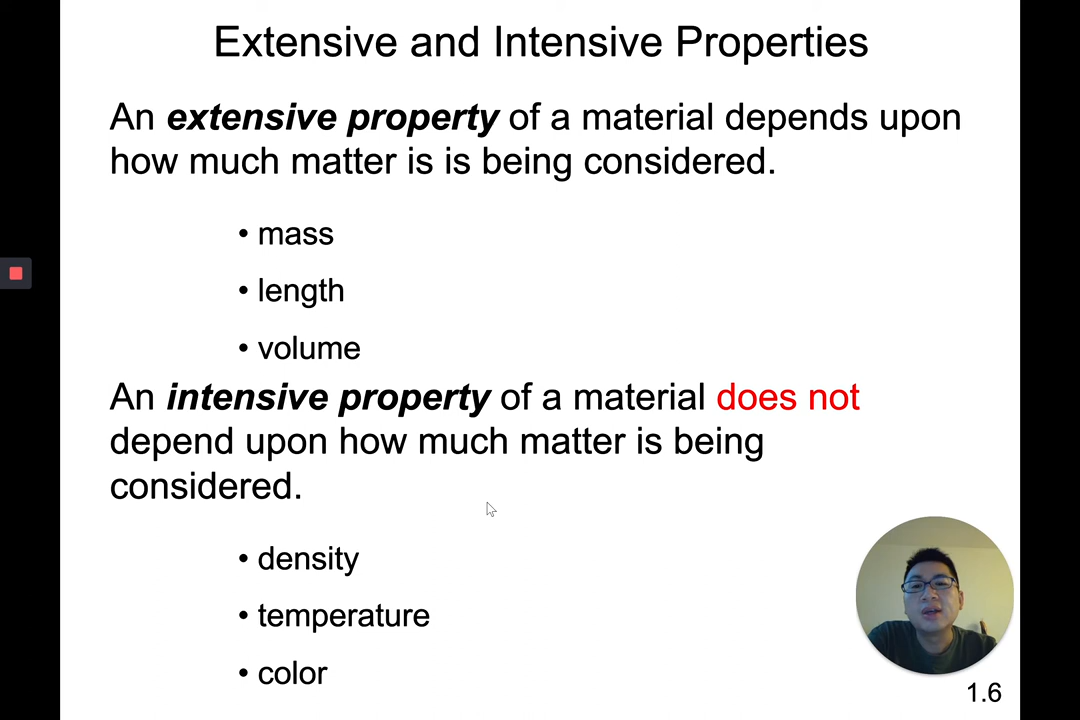 Extensive and Intensive Properties
An extensive property of a material depends upon
how much matter is is being considered.
• mass
• length
• volume
An intensive property of a material does not
depend upon how much matter is being
considered.
• density
• temperature
• color
1.6